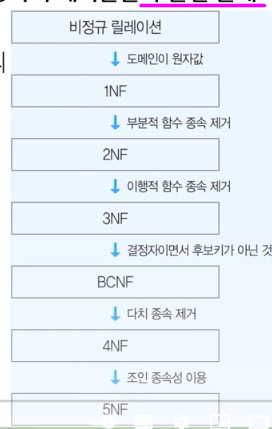 비정규 릴레이션
도메인이 원자값
1NF
부분적 함수 종속 제거
2NF
이행적 함수 종속 제거
3NF
결정자이면서 후보키가 아닌 것
BCNF
다치 종속 제거
4NF
조인 종속성 이용
5NF